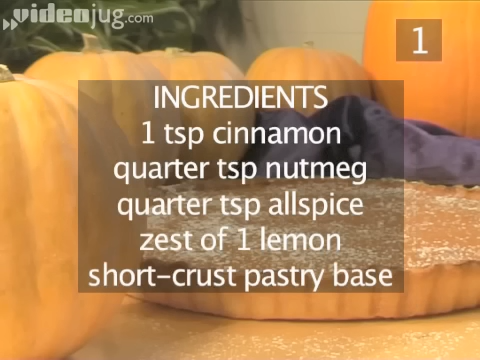 videojug.com
1
INGREDIENTS
1 tsp cinnamon
quarter tsp nutmeg
quarter tsp allspice
zest of 1 lemon
short-crust pastry base